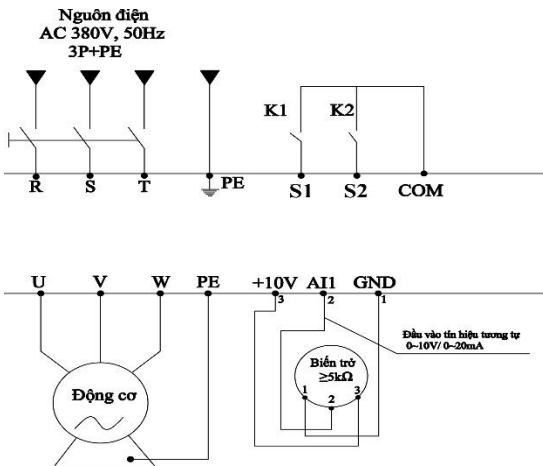 Nguồn điện
AC 380V, 50Hz
3P+PE
K1 K2
R S T PE S1 S2 COM
U V W PE +10V AI1 GND
3 2 1
Đầu vào tín hiệu tương tự
0~10V/ 0~20mA
Biến trở
≥5kΩ
1 2 3
Động cơ